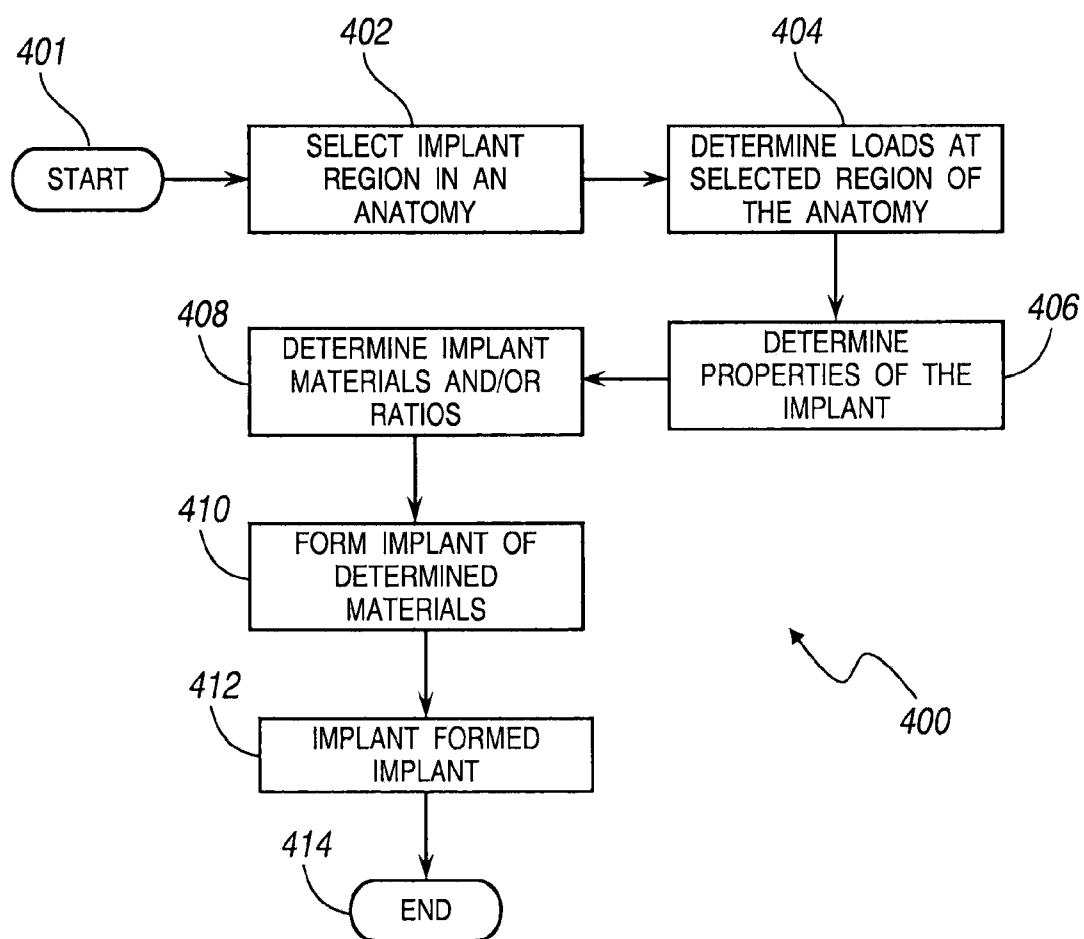 401
402
404
START
SELECT IMPLANT
REGION IN AN
ANATOMY
DETERMINE LOADS AT
SELECTED REGION OF
THE ANATOMY
408
DETERMINE IMPLANT
MATERIALS AND/OR
RATIOS
DETERMINE
PROPERTIES OF THE
IMPLANT
406
410
FORM IMPLANT OF
DETERMINED
MATERIALS
412
IMPLANT FORMED
IMPLANT
400
414
END